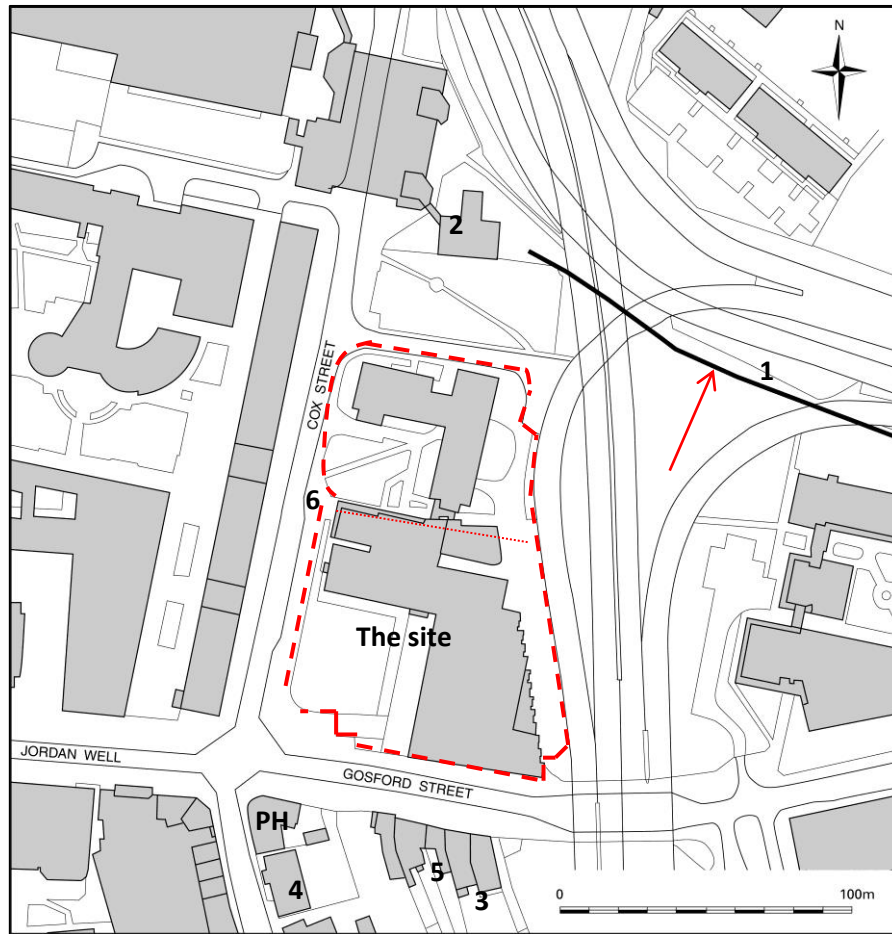 N
2
1
COX STREET
6
The site
JORDAN WELL
GOSFORD STREET
PH
5
4
3
0
100m